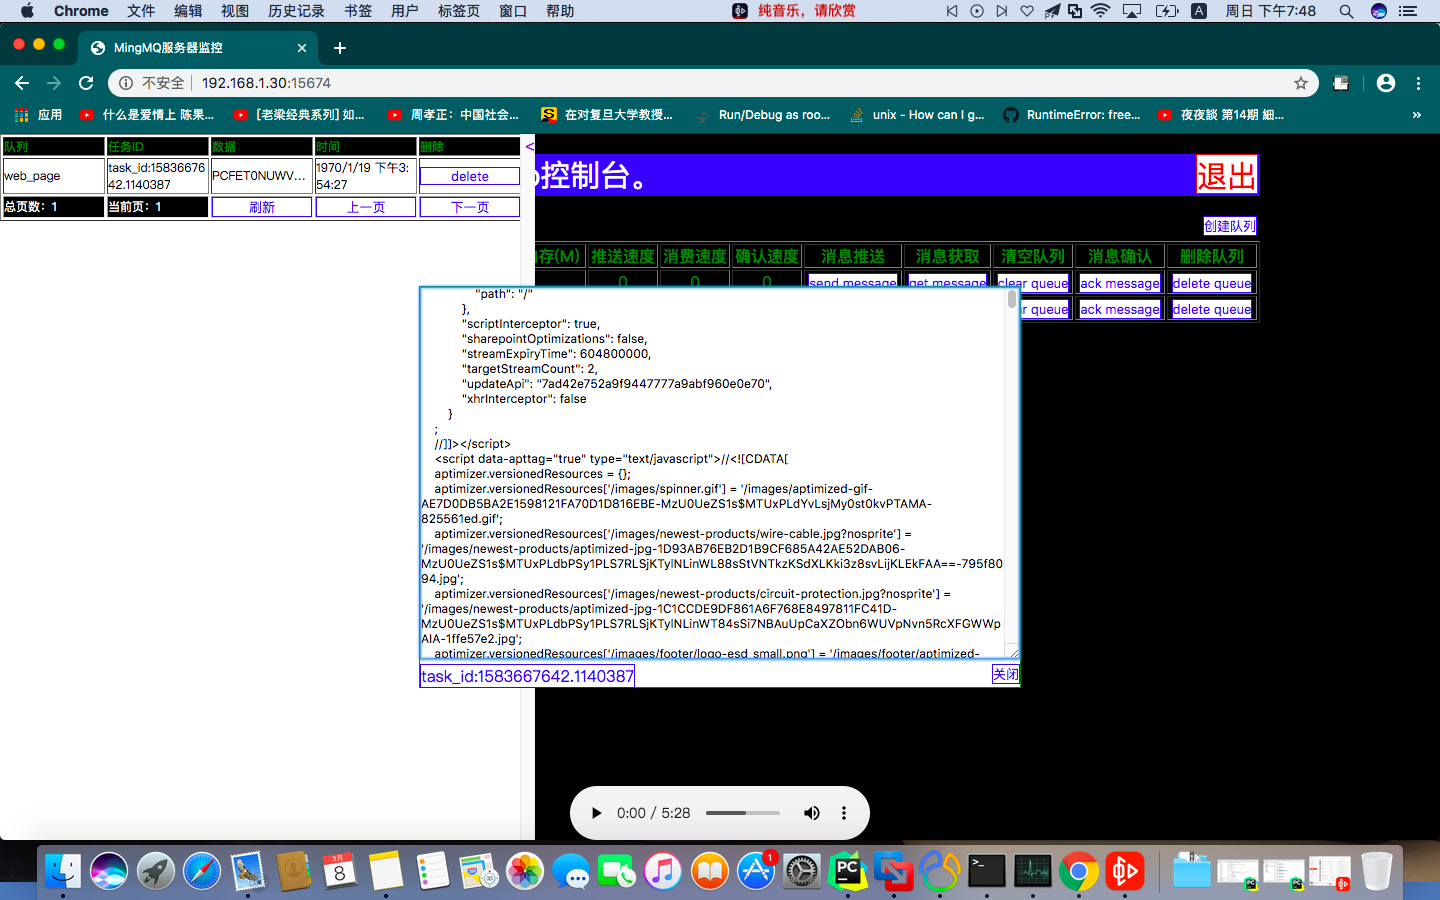 Chrome 文件 编辑 视图 历史记录 书签 用户 标签页 窗口 帮助 纯音乐，请欣赏 A 周日 下午7:48
MingMQ服务器监控
不安全 192.168.1.30:15674
应用 什么是爱情上 陈果... [老梁经典系列] 如... 周孝正：中国社会... 在对复旦大学教授... Run/Debug as roo... unix - How can I g... RuntimeError: free... 夜夜談 第14期 細... »
队列 任务ID 数据 时间 删除 <
web_page task_id:15836676 PCFET0NUWV... 1970/1/19 下午3: delete
42.1140387 54:27
总页数：1 当前页：1 刷新 上一页 下一页
控制台。 退出
创建队列
存(M) 推送速度 消费速度 确认速度 消息推送 消息获取 清空队列 消息确认 删除队列
0 0 0 send message get message clear queue ack message delete queue
r queue ack message delete queue
"path": "/"
},
"scriptInterceptor": true,
"sharepointOptimizations": false,
"streamExpiryTime": 604800000,
"targetStreamCount": 2,
"updateApi": "7ad42e752a9f9447777a9abf960e0e70",
"xhrInterceptor": false
}
;
//]]></script>
<script data-apttag="true" type="text/javascript">//<![CDATA[
aptimizer.versionedResources = {};
aptimizer.versionedResources['/images/spinner.gif'] = '/images/aptimized-gif-
AE7D0DB5BA2E1598121FA70D1D816EBE-MzU0UeZS1s$MTUxPLdYvLsjMy0st0kvPTAMA-
825561ed.gif';
aptimizer.versionedResources['/images/newest-products/wire-cable.jpg?nosprite'] =
'/images/newest-products/aptimized-jpg-1D93AB76EB2D1B9CF685A42AE52DAB06-
MzU0UeZS1s$MTUxPLdbPSy1PLS7RLSjKTylNLinWL88sStVNTkzKSdXLKki3z8svLijKLEkFAA==-795f80
94.jpg';
aptimizer.versionedResources['/images/newest-products/circuit-protection.jpg?nosprite'] =
'/images/newest-products/aptimized-jpg-1C1CCDE9DF861A6F768E8497811FC41D-
MzU0UeZS1s$MTUxPLdbPSy1PLS7RLSjKTylNLinWT84sSi7NBAuUpCaXZObn6WUVpNvn5RcXFGWWp
AIA-1ffe57e2.jpg';
aptimizer.versionedResources['/images/footer/logo-esd_small.png'] = '/images/footer/aptimized-
task_id:1583667642.1140387 关闭
0:00 / 5:28
3月
8
1
PC
>_